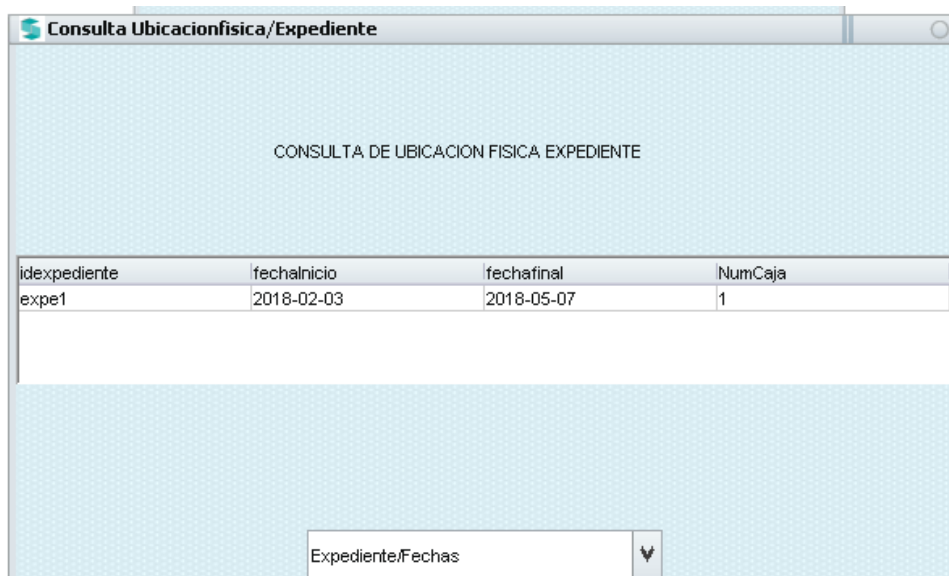 Consulta Ubicacionfisica/Expediente
CONSULTA DE UBICACION FISICA EXPEDIENTE
idexpediente fechaInicio fechafinal NumCaja
expe1 2018-02-03 2018-05-07 1
Expediente/Fechas